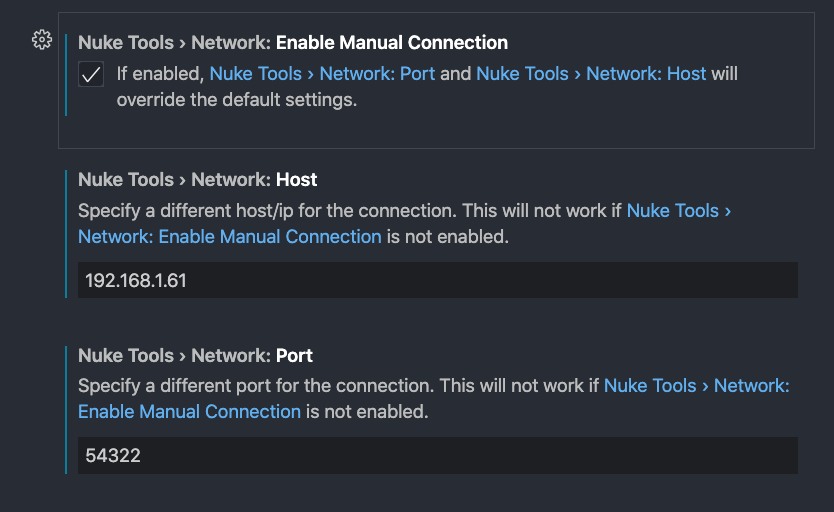 Nuke Tools › Network: Enable Manual Connection
If enabled, Nuke Tools › Network: Port and Nuke Tools › Network: Host will
override the default settings.
Nuke Tools › Network: Host
Specify a different host/ip for the connection. This will not work if Nuke Tools ›
Network: Enable Manual Connection is not enabled.
192.168.1.61
Nuke Tools › Network: Port
Specify a different port for the connection. This will not work if Nuke Tools › Network:
Enable Manual Connection is not enabled.
54322